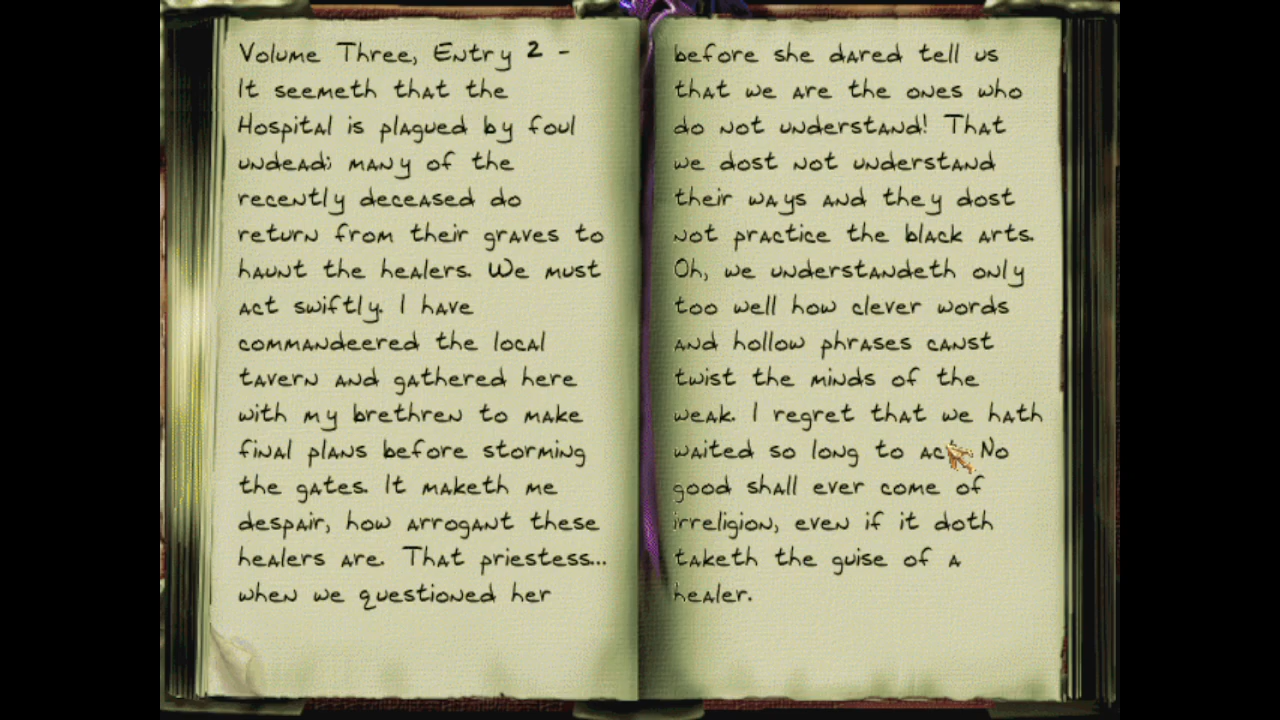 Volume Three, Entry 2 -
It seemeth that the
Hospital is plagued by foul
undead; many of the
recently deceased do
return from their graves to
haunt the healers. We must
act swiftly. I have
commandeered the local
tavern and gathered here
with my brethren to make
final plans before storming
the gates. It maketh me
despair, how arrogant these
healers are. That priestess...
when we questioned her
before she dared tell us
that we are the ones who
do not understand! That
we dost not understand
their ways and they dost
not practice the black arts.
Oh, we understandeth only
too well how clever words
and hollow phrases canst
twist the minds of the
weak. I regret that we hath
waited so long to No
good shall ever come of
irreligion, even if it doth
taketh the guise of a
healer.